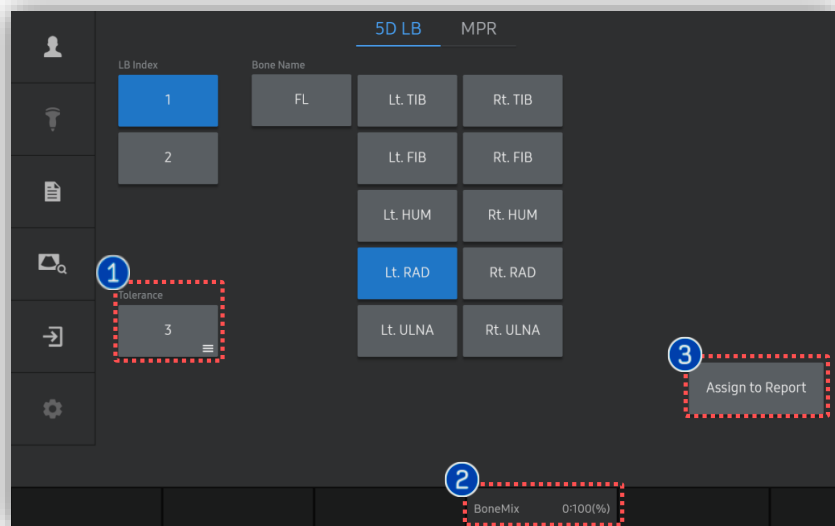 5D LB MPR
LB Index Bone Name
1 FL Lt. TIB Rt. TIB
2 Lt. FIB Rt. FIB
Lt. HUM Rt. HUM
1
Tolerance
3
Lt. RAD Rt. RAD
Lt. ULNA Rt. ULNA
3
Assign to Report
2
BoneMix 0:100(%)